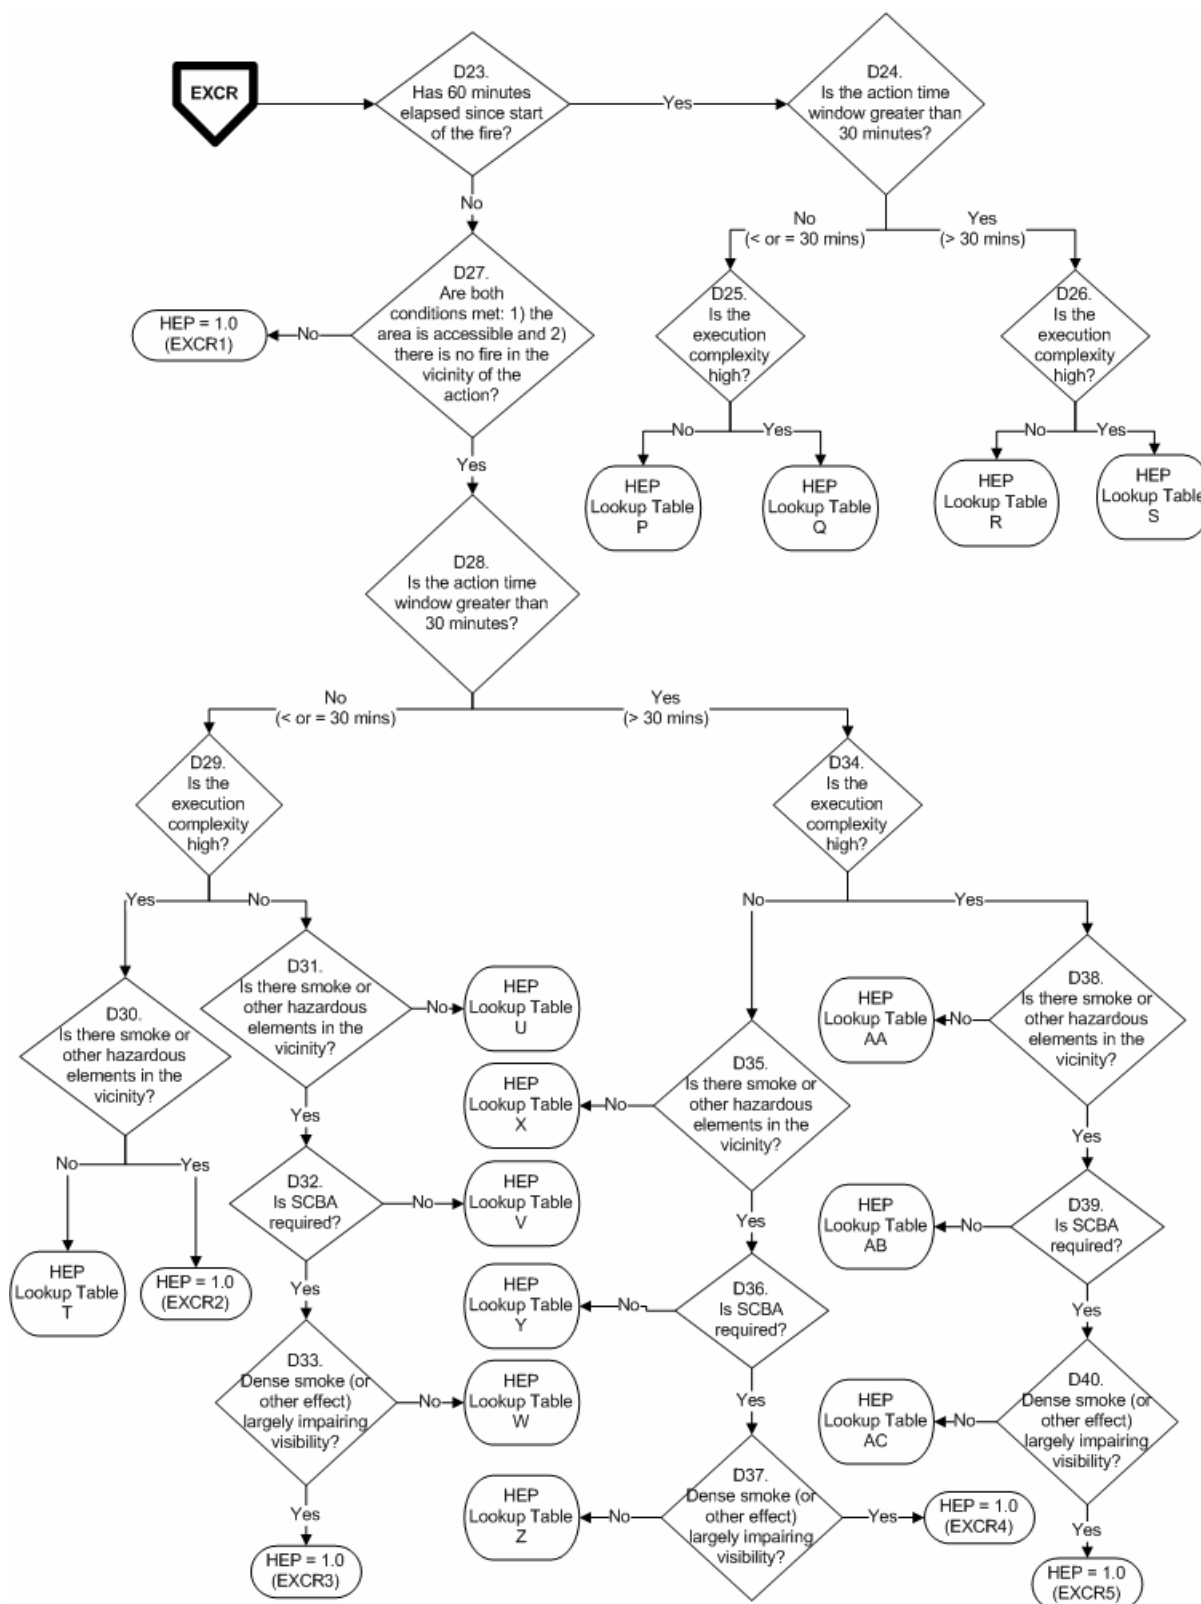 EXCR
D23.
Has 60 minutes
elapsed since start
of the fire?
Yes
D24.
Is the action time
window greater than
30 minutes?
No
No
(< or = 30 mins)
Yes
(> 30 mins)
D27.
Are both
conditions met: 1) the
area is accessible and 2)
there is no fire in the
vicinity of the
action?
No
HEP = 1.0
(EXCR1)
D25.
Is the
execution
complexity
high?
D26.
Is the
execution
complexity
high?
No
Yes
No
Yes
HEP
Lookup Table
P
HEP
Lookup Table
Q
HEP
Lookup Table
R
HEP
Lookup Table
S
Yes
D28.
Is the action time
window greater than
30 minutes?
No
(< or = 30 mins)
Yes
(> 30 mins)
D29.
Is the
execution
complexity
high?
D34.
Is the
execution
complexity
high?
Yes
No
No
Yes
D30.
Is there smoke or
other hazardous
elements in the
vicinity?
D31.
Is there smoke or
other hazardous
elements in the
vicinity?
No
HEP
Lookup Table
U
D35.
Is there smoke or
other hazardous
elements in the
vicinity?
No
HEP
Lookup Table
X
D38.
Is there smoke or
other hazardous
elements in the
vicinity?
No
HEP
Lookup Table
AA
Yes
Yes
No
Yes
HEP
Lookup Table
T
HEP = 1.0
(EXCR2)
D32.
Is SCBA
required?
No
HEP
Lookup Table
V
Yes
D39.
Is SCBA
required?
No
HEP
Lookup Table
AB
Yes
D36.
Is SCBA
required?
No
HEP
Lookup Table
Y
Yes
D33.
Dense smoke (or
other effect)
largely impairing
visibility?
No
HEP
Lookup Table
W
Yes
D40.
Dense smoke (or
other effect)
largely impairing
visibility?
No
HEP
Lookup Table
AC
D37.
Dense smoke (or
other effect)
largely impairing
visibility?
No
HEP
Lookup Table
Z
Yes
HEP = 1.0
(EXCR4)
Yes
HEP = 1.0
(EXCR3)
Yes
HEP = 1.0
(EXCR5)